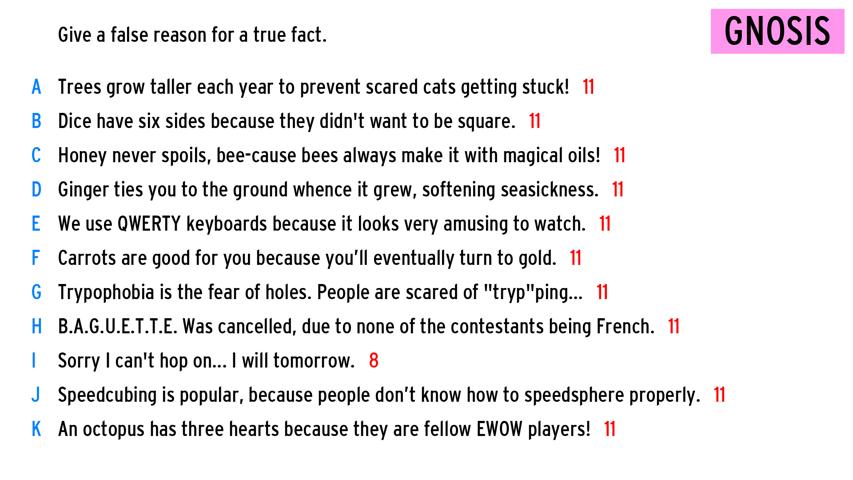 Give a false reason for a true fact.
GNOSIS
A Trees grow taller each year to prevent scared cats getting stuck! 11
B Dice have six sides because they didn't want to be square. 11
C Honey never spoils, bee-cause bees always make it with magical oils! 11
D Ginger ties you to the ground whence it grew, softening seasickness. 11
E We use QWERTY keyboards because it looks very amusing to watch. 11
F Carrots are good for you because you’ll eventually turn to gold. 11
G Trypophobia is the fear of holes. People are scared of "tryp"ping... 11
H B.A.G.U.E.T.T.E. Was cancelled, due to none of the contestants being French. 11
I Sorry I can't hop on... I will tomorrow. 8
J Speedcubing is popular, because people don’t know how to speedsphere properly. 11
K An octopus has three hearts because they are fellow EWOW players! 11